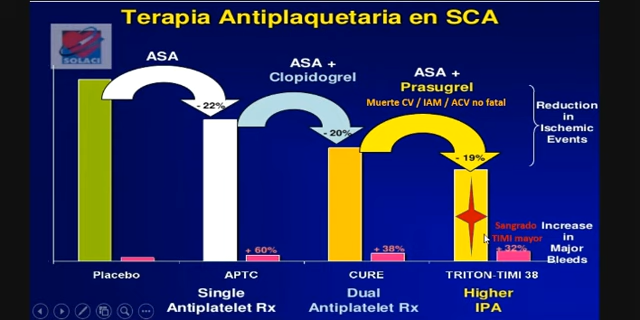 Terapia Antiplaquetaria en SCA
SOLACI
ASA
ASA +
Clopidogrel
ASA +
Prasugrel
Muerte CV / IAM / ACV no fatal
- 22%
- 20%
- 19%
Reduction
in
Ischemic
Events
+ 60%
+ 38%
Sangrado
TIMI mayor
+ 32%
Increase
in
Major
Bleeds
Placebo
APTC
CURE
TRITON-TIMI 38
Single
Antiplatelet Rx
Dual
Antiplatelet Rx
Higher
IPA